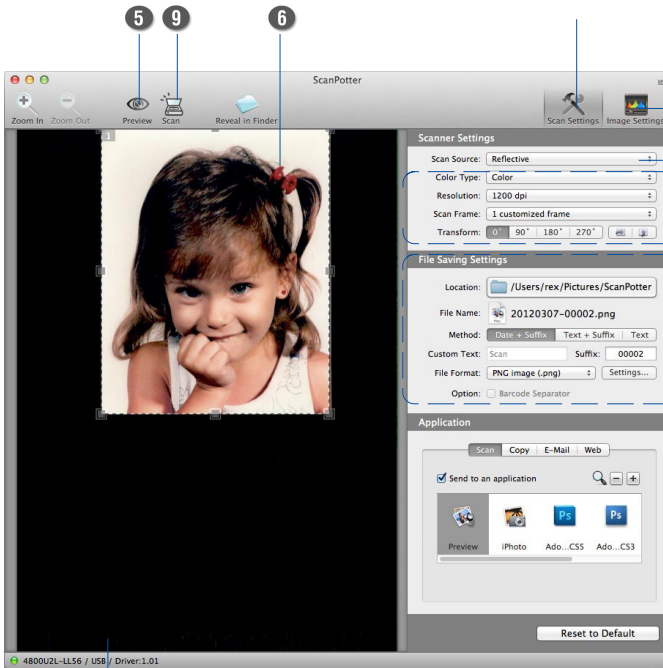 5 9 6
ScanPotter
Zoom In Zoom Out Preview Scan Reveal in Finder Scan Settings Image Settings
1
Scanner Settings
Scan Source: Reflective
Color Type: Color
Resolution: 1200 dpi
Scan Frame: 1 customized frame
Transform: 0° 90° 180° 270°
File Saving Settings
Location: /Users/rex/Pictures/ScanPotter
File Name: 20120307-00002.png
Method: Date + Suffix Text + Suffix Text
Custom Text: Scan Suffix: 00002
File Format: PNG image (.png) Settings...
Option: Barcode Separator
Application
Scan Copy E-Mail Web
Send to an application
Ps Ps
Preview iPhoto Ado...CS5 Ado...CS3
Reset to Default
4800U2L-LL56 / USB / Driver:1.01